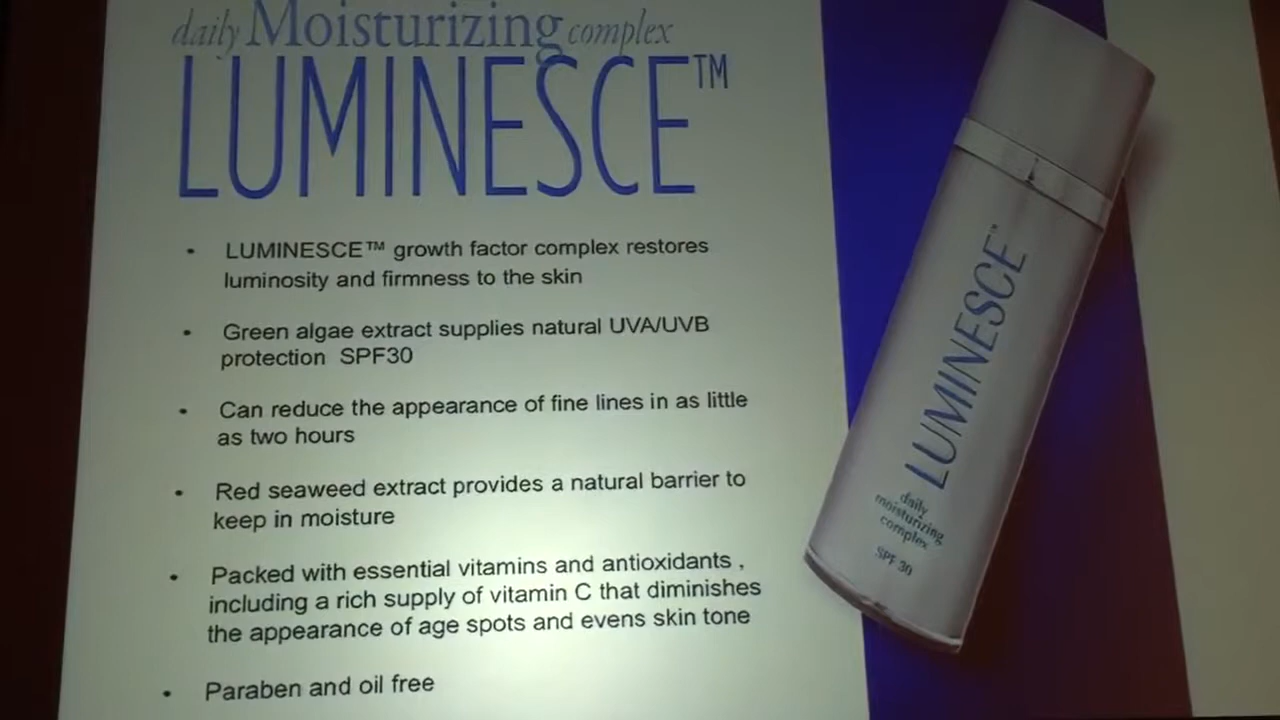 daily Moisturizing complex
LUMINESCE™
• LUMINESCE™ growth factor complex restores
luminosity and firmness to the skin
• Green algae extract supplies natural UVA/UVB
protection SPF30
• Can reduce the appearance of fine lines in as little
as two hours
• Red seaweed extract provides a natural barrier to
keep in moisture
• Packed with essential vitamins and antioxidants ,
including a rich supply of vitamin C that diminishes
the appearance of age spots and evens skin tone
• Paraben and oil free
LUMINESCE™
daily
moisturizing
complex
SPF 30